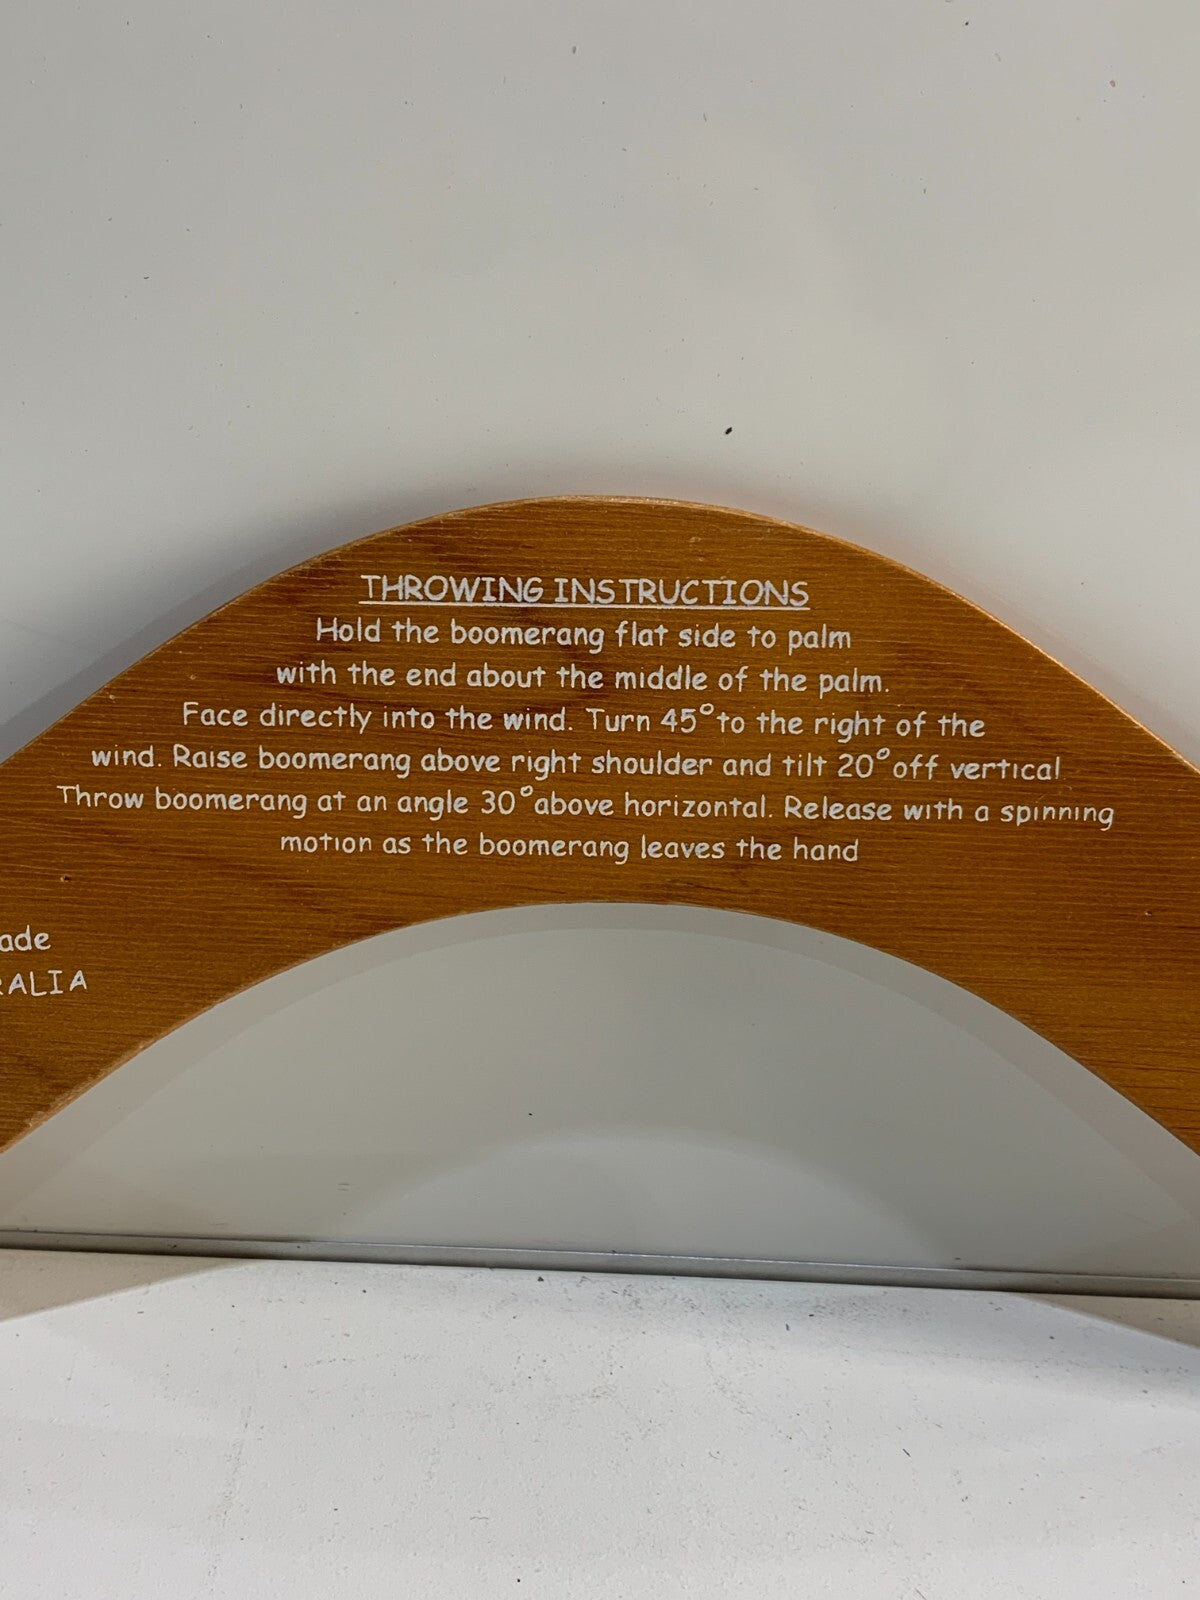 THROWING INSTRUCTIONS
Hold the boomerang flat side to palm
with the end about the middle of the palm.
Face directly into the wind. Turn 45° to the right of the
wind. Raise boomerang above right shoulder and tilt 20° off vertical
Throw boomerang at an angle 30° above horizontal. Release with a spinning
motion as the boomerang leaves the hand